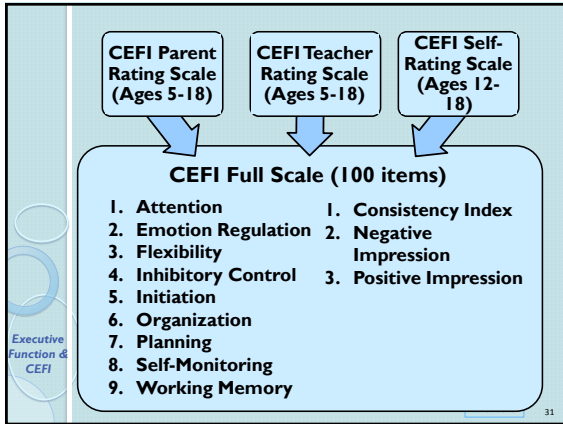 CEFI Parent
Rating Scale
(Ages 5-18)
CEFI Teacher
Rating Scale
(Ages 5-18)
CEFI Self-
Rating Scale
(Ages 12-
18)
CEFI Full Scale (100 items)
1. Attention
2. Emotion Regulation
3. Flexibility
4. Inhibitory Control
5. Initiation
6. Organization
7. Planning
8. Self-Monitoring
9. Working Memory
1. Consistency Index
2. Negative
Impression
3. Positive Impression
Executive
Function &
CEFI
31